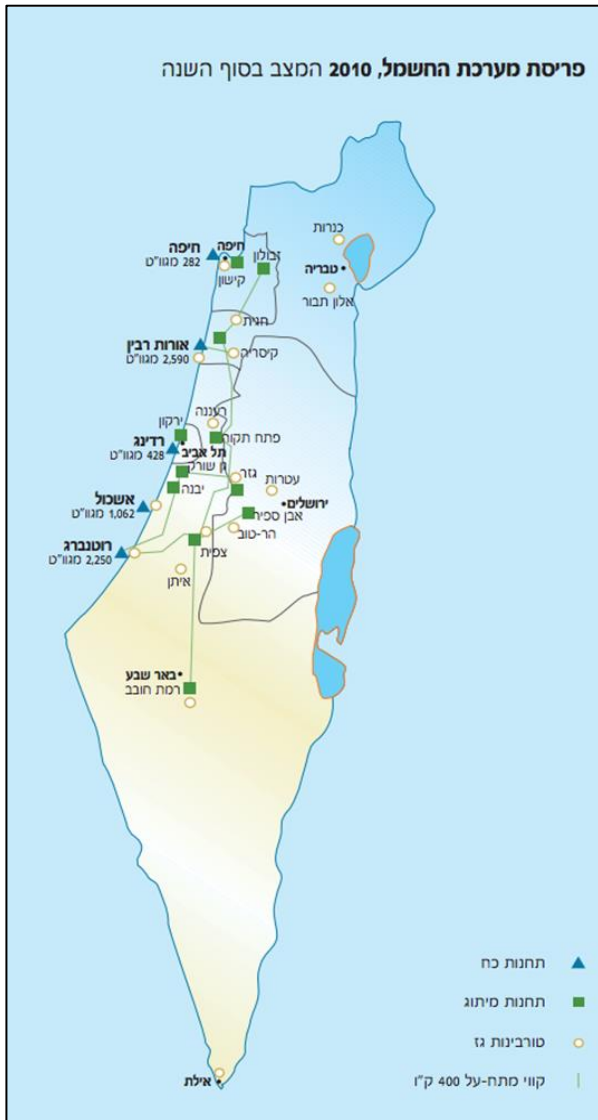 פריסת מערכת החשמל, 2010 המצב בסוף השנה
כנרות
חיפה
חיפה
282 מגוו"ט
זבולון
קישון
טבריה
אלון תבור
חגית
אורות רבין
2,590 מגוו"ט
קיסריה
רעננה
ירקון
פתח תקוה
רדינג
428 מגוו"ט
תל אביב
גן שורק
גזר
עטרות
יבנה
אשכול
1,062 מגוו"ט
ירושלים
אבן ספיר
הר-טוב
רוטנברג
2,250 מגוו"ט
צפית
איתן
באר שבע
רמת חובב
תחנות כח
תחנות מיתוג
טורבינות גז
קווי מתח-על 400 ק"ו
אילת